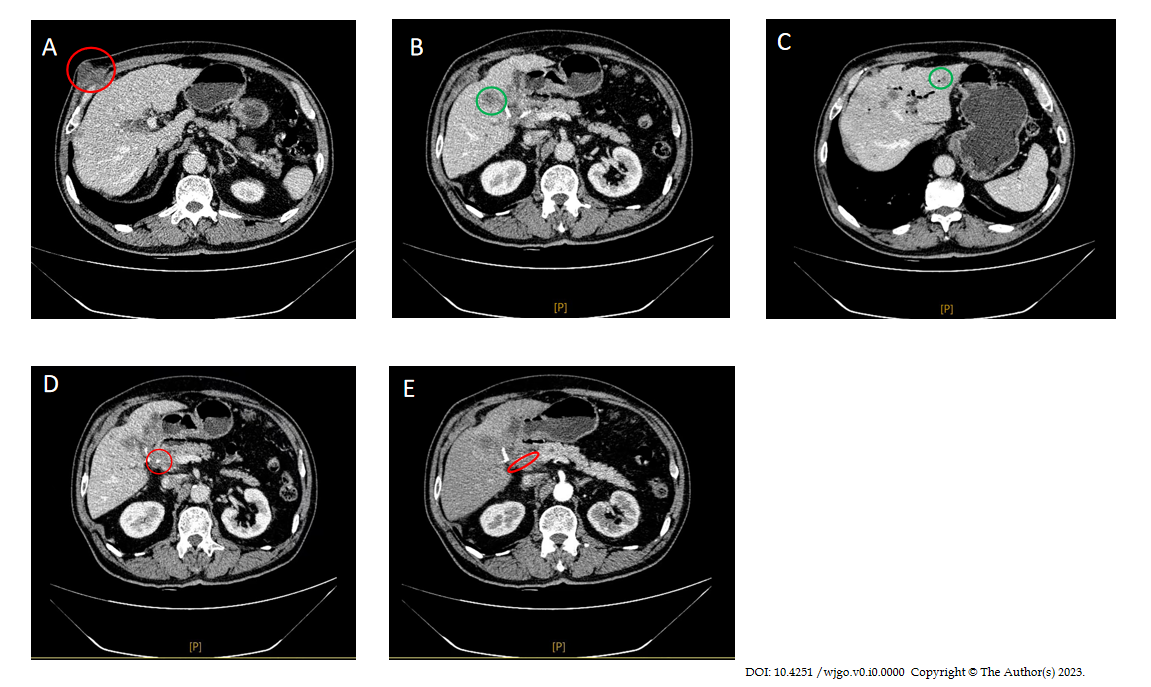 A
B
C
[P]
[P]
D
E
[P]
[P]
DOI: 10.4251 /wjgo.v0.i0.0000 Copyright © The Author(s) 2023.